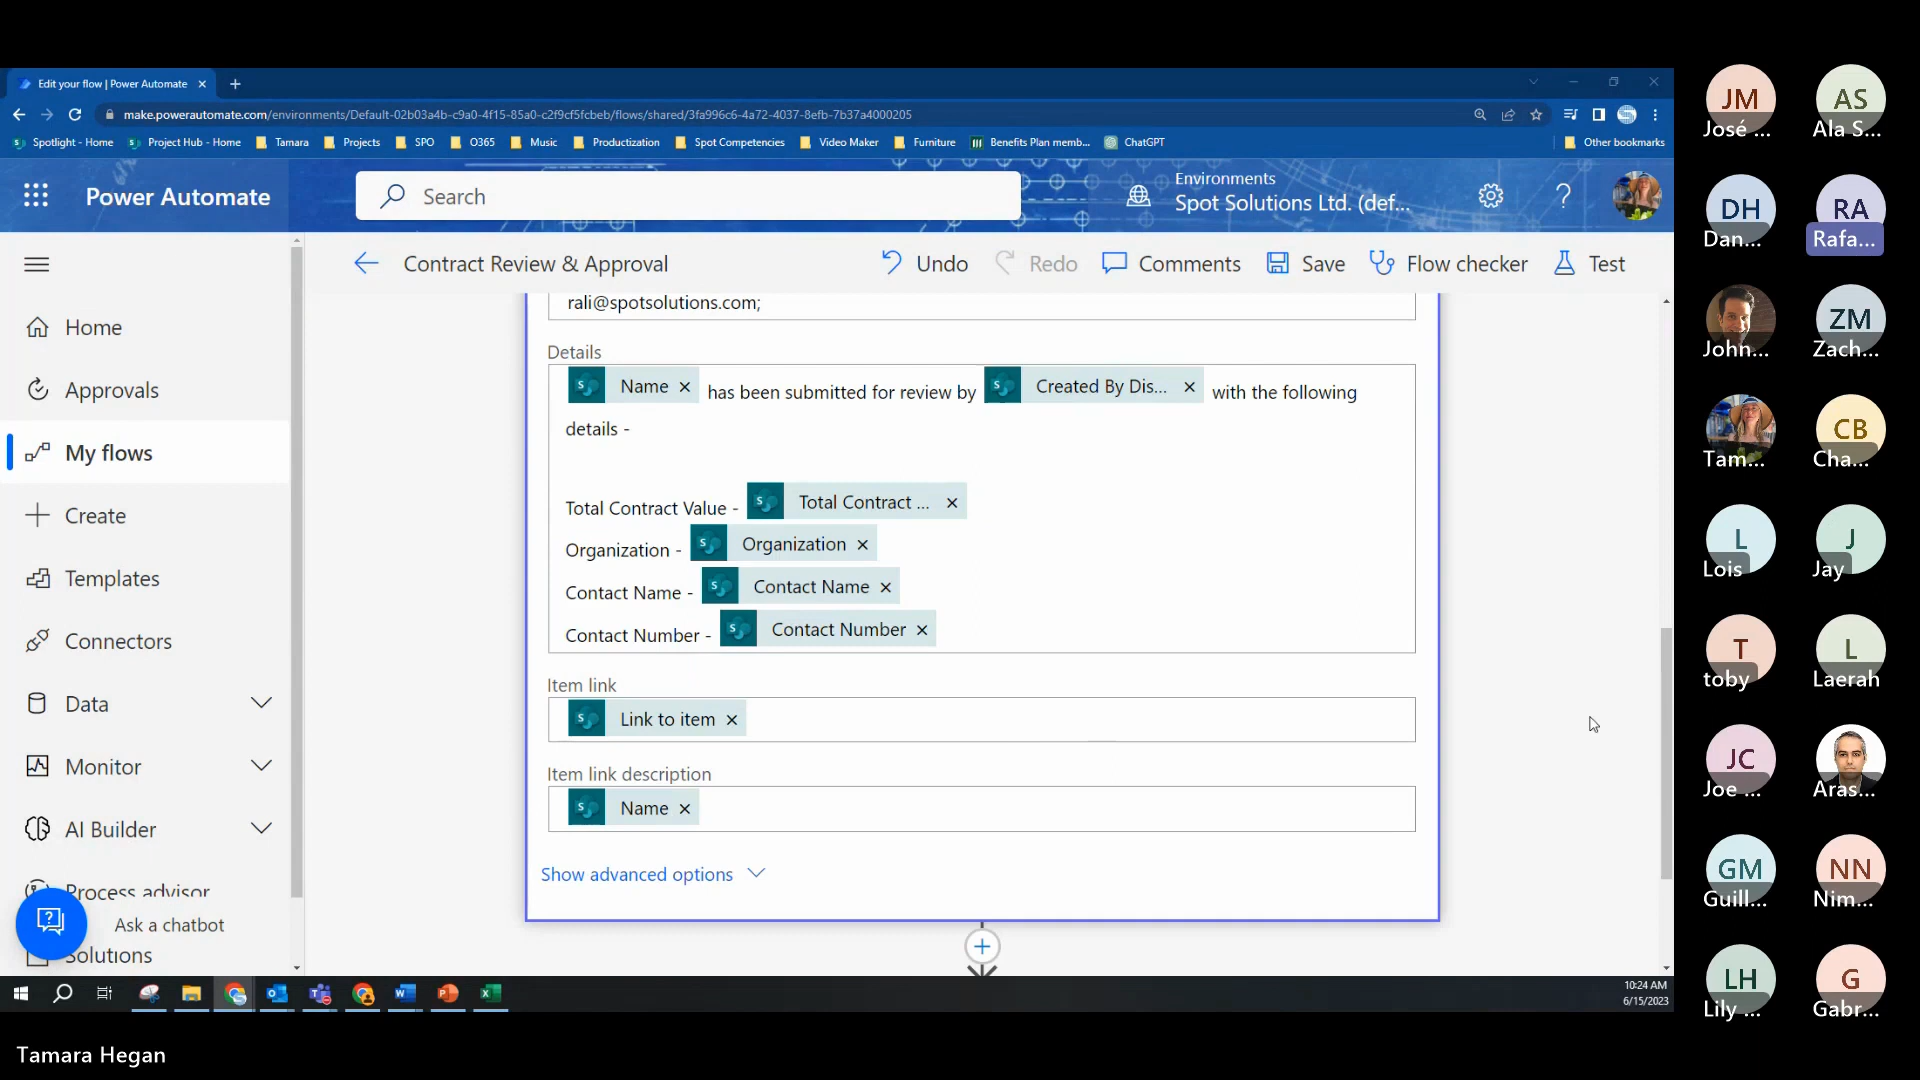 Edit your flow | Power Automate
make.powerautomate.com/environments/Default-02b03a4b-c9a0-4f15-85a0-c2f9cf5fcbeb/flows/shared/3fa996c6-4a72-4037-8efb-7b37a4000205
Spotlight - Home Project Hub - Home Tamara Projects SPO O365 Music Productization Spot Competencies Video Maker Furniture Benefits Plan memb... ChatGPT Other bookmarks
Power Automate
Search
Environments
Spot Solutions Ltd. (def...
Contract Review & Approval
Undo Redo Comments Save Flow checker Test
Home
Approvals
My flows
Create
Templates
Connectors
Data
Monitor
AI Builder
Process advisor
Ask a chatbot
Solutions
rali@spotsolutions.com;
Details
Name has been submitted for review by Created By Dis... with the following
details -
Total Contract Value - Total Contract ...
Organization - Organization
Contact Name - Contact Name
Contact Number - Contact Number
Item link
Link to item
Item link description
Name
Show advanced options
10:24 AM
6/15/2023
Tamara Hegan
JM AS
José ... Ala S...
DH RA
Dan... Rafa...
ZM
John... Zach...
CB
Tam... Cha...
L J
Lois Jay
T L
toby Laerah
JC
Joe ... Aras...
GM NN
Guill... Nim...
LH G
Lily ... Gabr...